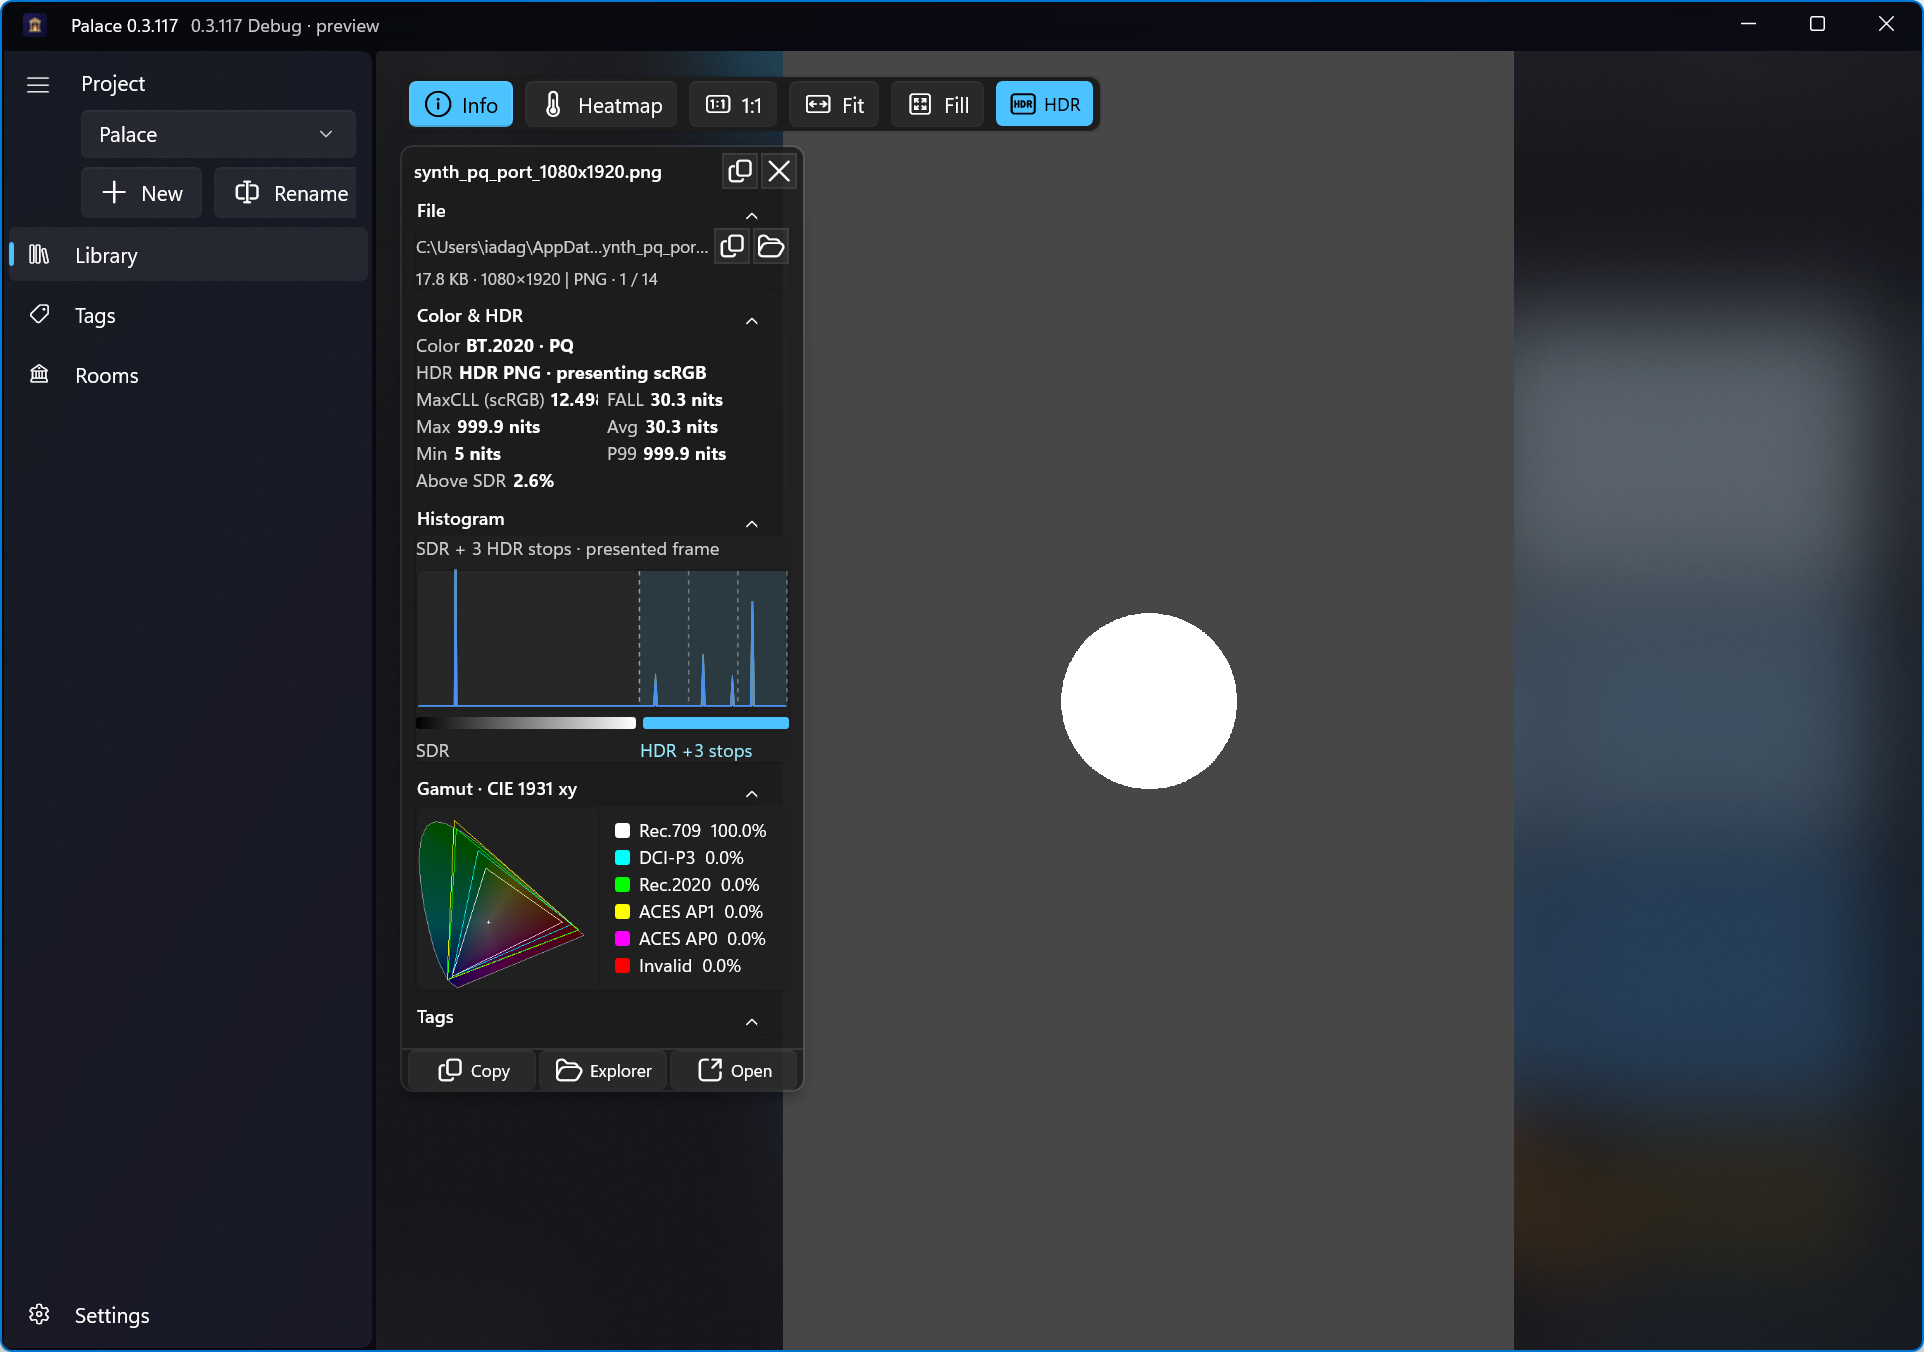 Palace 0.3.117 0.3.117 Debug · preview
Project
Palace
New
Rename
Library
Tags
Rooms
Settings
Info
Heatmap
1:1 1:1
Fit
Fill
HDR HDR
synth_pq_port_1080x1920.png
File
C:\Users\iadag\AppDat...ynth_pq_por...
17.8 KB · 1080×1920 | PNG · 1 / 14
Color & HDR
Color BT.2020 · PQ
HDR HDR PNG · presenting scRGB
MaxCLL (scRGB) 12.49 FALL 30.3 nits
Max 999.9 nits Avg 30.3 nits
Min 5 nits P99 999.9 nits
Above SDR 2.6%
Histogram
SDR + 3 HDR stops · presented frame
SDR HDR +3 stops
Gamut · CIE 1931 xy
Rec.709 100.0%
DCI-P3 0.0%
Rec.2020 0.0%
ACES AP1 0.0%
ACES AP0 0.0%
Invalid 0.0%
Tags
Copy
Explorer
Open